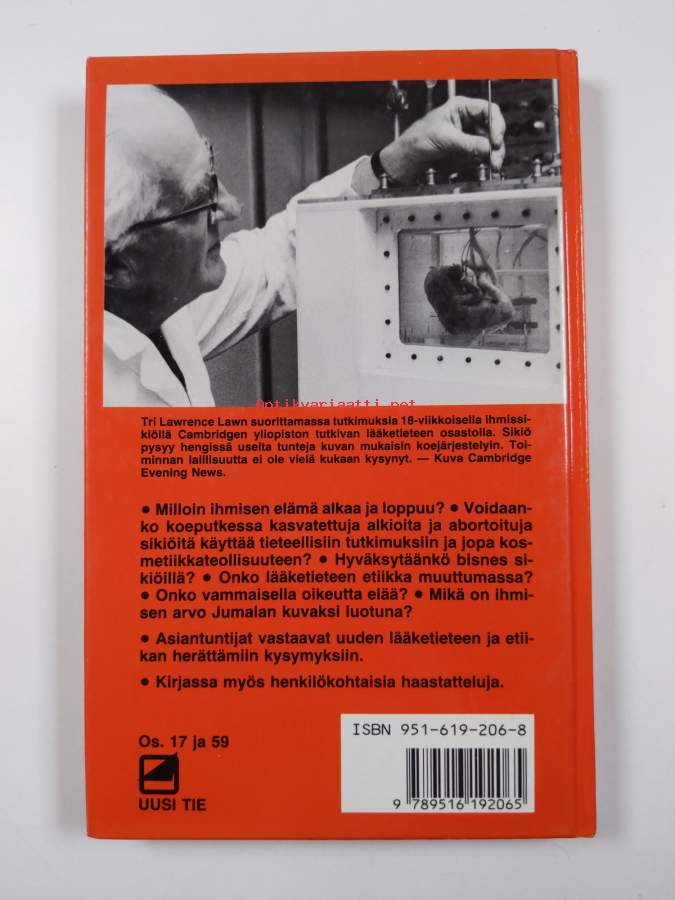 Antikvariaatti.net
Tri Lawrence Lawn suorittamassa tutkimuksia 18-viikkoisella ihmissi-
kiöllä Cambridgen yliopiston tutkivan lääketieteen osastolla. Sikiö
pysyy hengissä useita tunteja kuvan mukaisin koejärjestelyin. Toi-
minnan laillisuutta ei ole vielä kukaan kysynyt. — Kuva Cambridge
Evening News.
• Milloin ihmisen elämä alkaa ja loppuu? • Voidaan-
ko koeputkessa kasvatettuja alkioita ja abortoituja
sikiöitä käyttää tieteellisiin tutkimuksiin ja jopa kos-
metiikkateollisuuteen? • Hyväksytäänkö bisnes si-
kiöillä? • Onko lääketieteen etiikka muuttumassa?
• Onko vammaisella oikeutta elää? • Mikä on ihmi-
sen arvo Jumalan kuvaksi luotuna?
• Asiantuntijat vastaavat uuden lääketieteen ja etii-
kan herättämiin kysymyksiin.
• Kirjassa myös henkilökohtaisia haastatteluja.
Os. 17 ja 59
UUSI TIE
ISBN 951-619-206-8
9 789516 192065